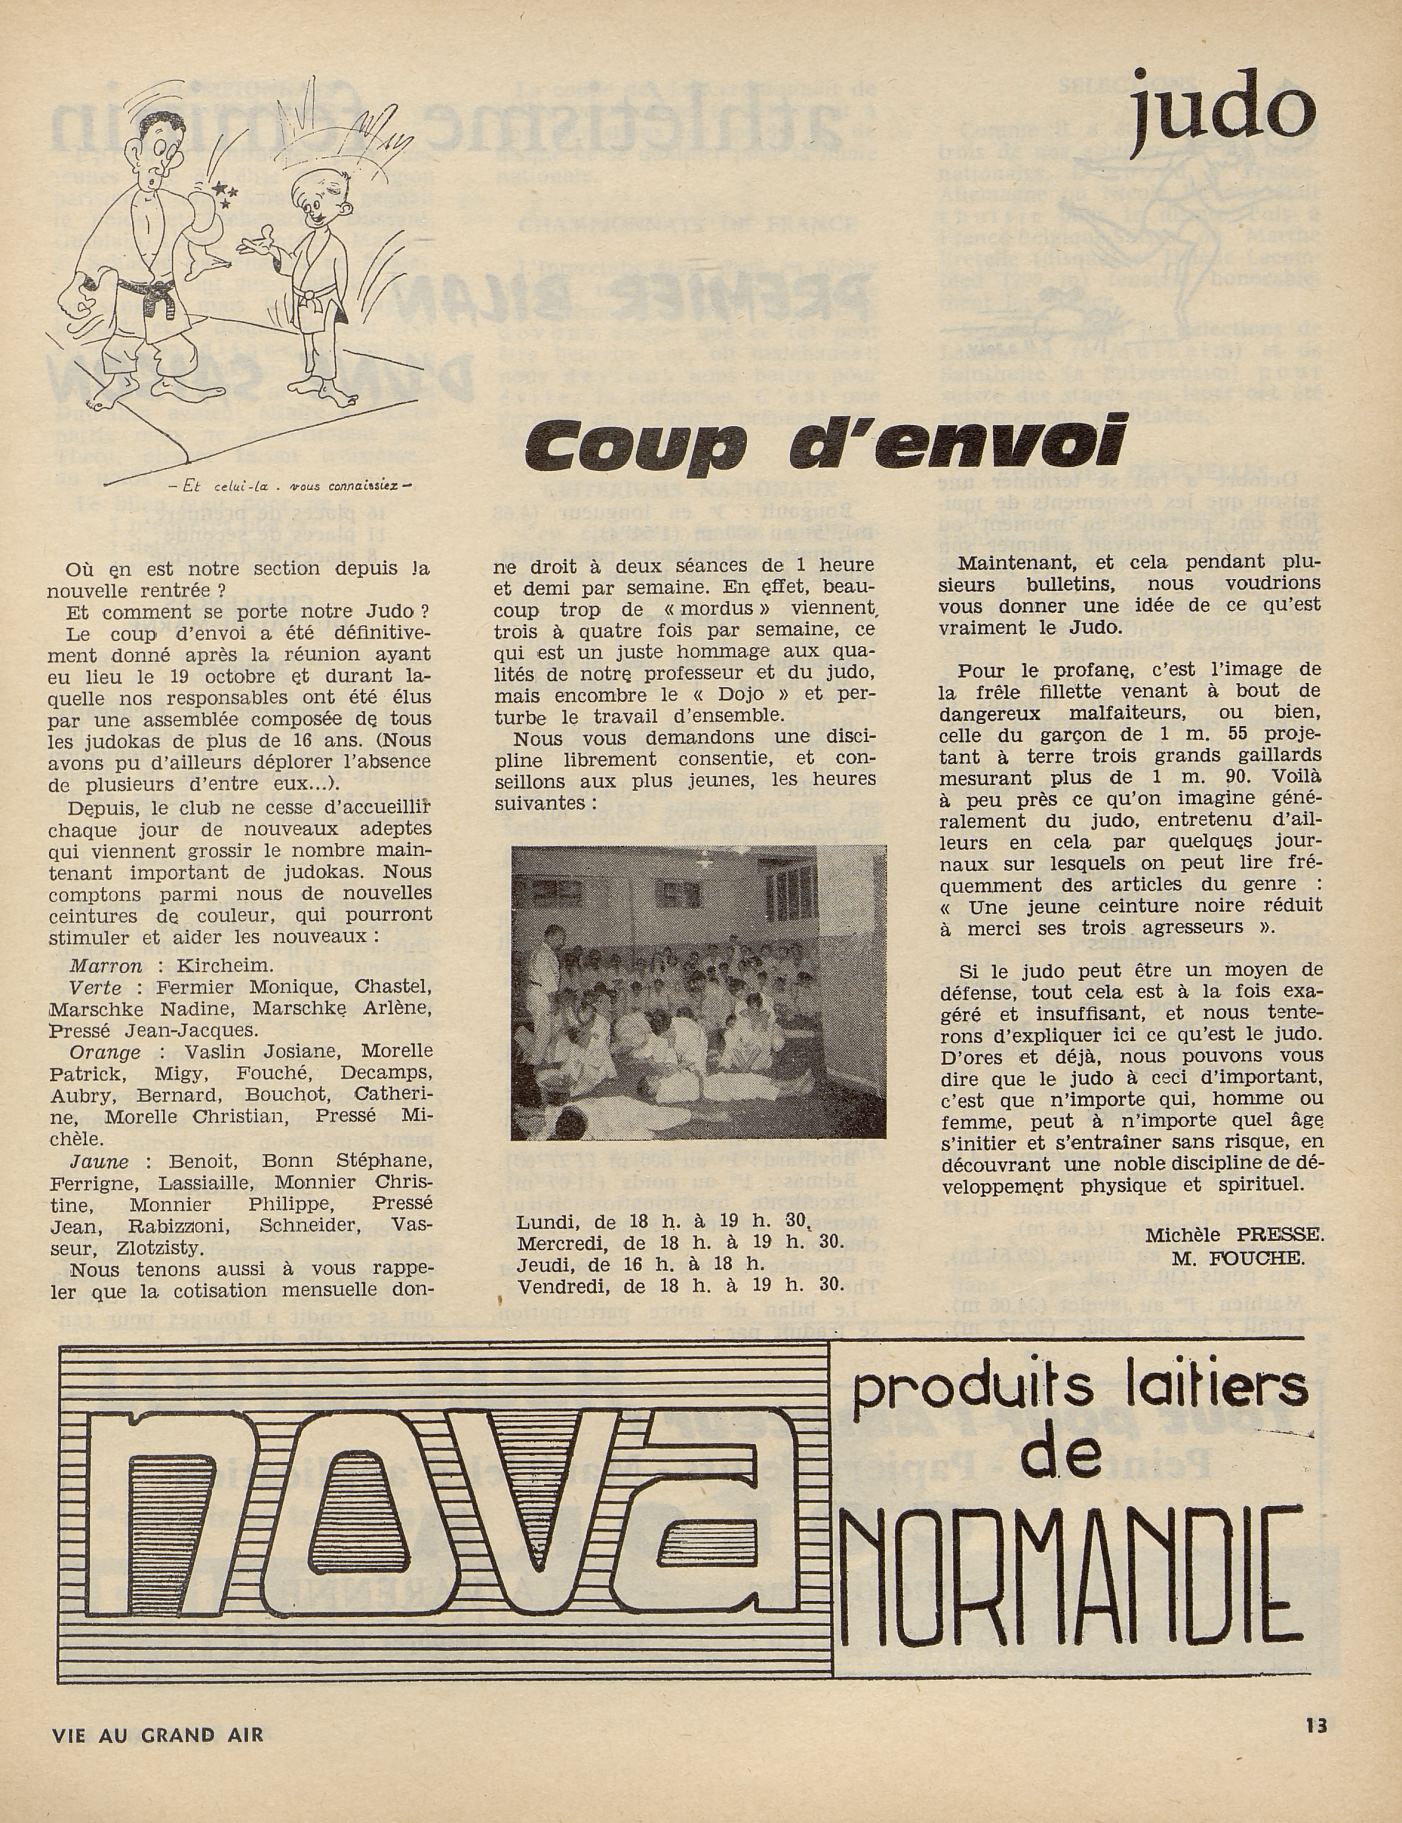 judo
— Et celui-la . vous connaissiez —
Coup d'envoi
Où en est notre section depuis la
nouvelle rentrée ?
Et comment se porte notre Judo ?
Le coup d'envoi a été définitive-
ment donné après la réunion ayant
eu lieu le 19 octobre et durant la-
quelle nos responsables ont été élus
par une assemblée composée de tous
les judokas de plus de 16 ans. (Nous
avons pu d'ailleurs déplorer l'absence
de plusieurs d'entre eux...).
Depuis, le club ne cesse d'accueillir
chaque jour de nouveaux adeptes
qui viennent grossir le nombre main-
tenant important de judokas. Nous
comptons parmi nous de nouvelles
ceintures de couleur, qui pourront
stimuler et aider les nouveaux :
Marron : Kircheim.
Verte : Fermier Monique, Chastel,
Marschke Nadine, Marschke Arlène,
Pressé Jean-Jacques.
Orange : Vaslin Josiane, Morelle
Patrick, Migy, Fouché, Decamps,
Aubry, Bernard, Bouchot, Catheri-
ne, Morelle Christian, Pressé Mi-
chèle.
Jaune : Benoit, Bonn Stéphane,
Ferrigne, Lassiaille, Monnier Chris-
tine, Monnier Philippe, Pressé
Jean, Rabizzoni, Schneider, Vas-
seur, Zlotzisty.
Nous tenons aussi à vous rappe-
ler que la cotisation mensuelle don-
ne droit à deux séances de 1 heure
et demi par semaine. En effet, beau-
coup trop de « mordus » viennent
trois à quatre fois par semaine, ce
qui est un juste hommage aux qua-
lités de notre professeur et du judo,
mais encombre le « Dojo » et per-
turbe le travail d'ensemble.
Nous vous demandons une disci-
pline librement consentie, et con-
seillons aux plus jeunes, les heures
suivantes :
Lundi, de 18 h. à 19 h. 30.
Mercredi, de 18 h. à 19 h. 30.
Jeudi, de 16 h. à 18 h.
Vendredi, de 18 h. à 19 h. 30.
Maintenant, et cela pendant plu-
sieurs bulletins, nous voudrions
vous donner une idée de ce qu'est
vraiment le Judo.
Pour le profane, c'est l'image de
la frêle fillette venant à bout de
dangereux malfaiteurs, ou bien,
celle du garçon de 1 m. 55 proje-
tant à terre trois grands gaillards
mesurant plus de 1 m. 90. Voilà
à peu près ce qu'on imagine géné-
ralement du judo, entretenu d'ail-
leurs en cela par quelques jour-
naux sur lesquels on peut lire fré-
quemment des articles du genre :
« Une jeune ceinture noire réduit
à merci ses trois agresseurs ».
Si le judo peut être un moyen de
défense, tout cela est à la fois exa-
géré et insuffisant, et nous tente-
rons d'expliquer ici ce qu'est le judo.
D'ores et déjà, nous pouvons vous
dire que le judo à ceci d'important,
c'est que n'importe qui, homme ou
femme, peut à n'importe quel âge
s'initier et s'entraîner sans risque, en
découvrant une noble discipline de dé-
veloppement physique et spirituel.
Michèle PRESSE.
M. FOUCHE.
nova
produits laitiers
de
NORMANDIE
VIE AU GRAND AIR
13